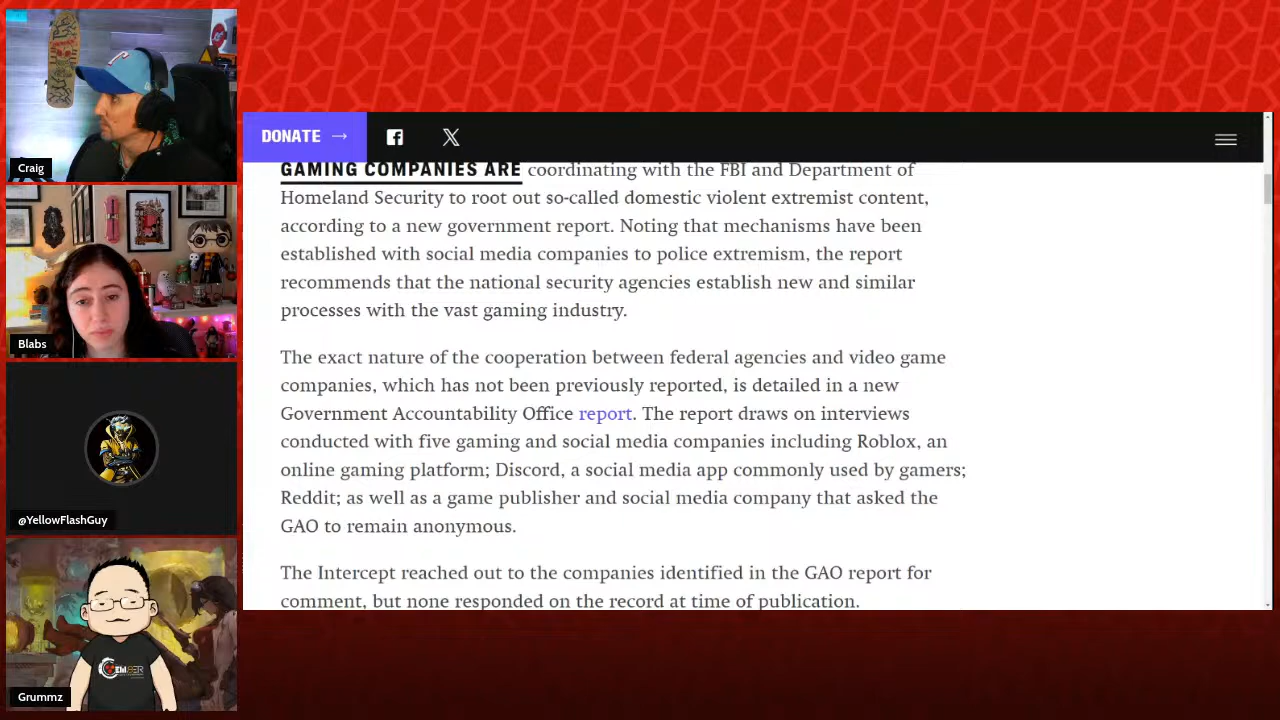 Craig
Blabs
@YellowFlashGuy
Grummz
DONATE →
GAMING COMPANIES ARE coordinating with the FBI and Department of
Homeland Security to root out so-called domestic violent extremist content,
according to a new government report. Noting that mechanisms have been
established with social media companies to police extremism, the report
recommends that the national security agencies establish new and similar
processes with the vast gaming industry.
The exact nature of the cooperation between federal agencies and video game
companies, which has not been previously reported, is detailed in a new
Government Accountability Office report. The report draws on interviews
conducted with five gaming and social media companies including Roblox, an
online gaming platform; Discord, a social media app commonly used by gamers;
Reddit; as well as a game publisher and social media company that asked the
GAO to remain anonymous.
The Intercept reached out to the companies identified in the GAO report for
comment, but none responded on the record at time of publication.